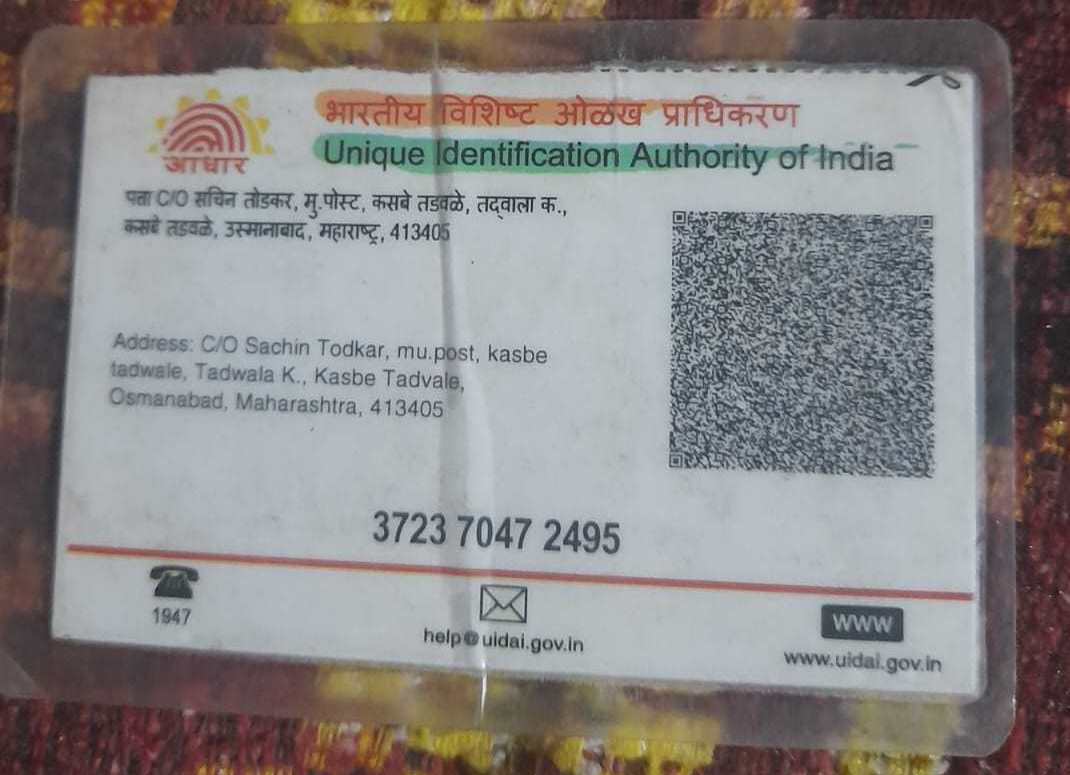 भारतीय विशिष्ट ओळख प्राधिकरण
Unique Identification Authority of India
आधार
पत्ता C/O सचिन तोडकर, मु.पोस्ट, कसबे तडवळे, तद्वाला क.,
कसबे तडवळे, उस्मानाबाद, महाराष्ट्र, 413405
Address: C/O Sachin Todkar, mu.post, kasbe
tadwale, Tadwala K., Kasbe Tadvale,
Osmanabad, Maharashtra, 413405
3723 7047 2495
1947
help@uidai.gov.in
www
www.uidai.gov.in